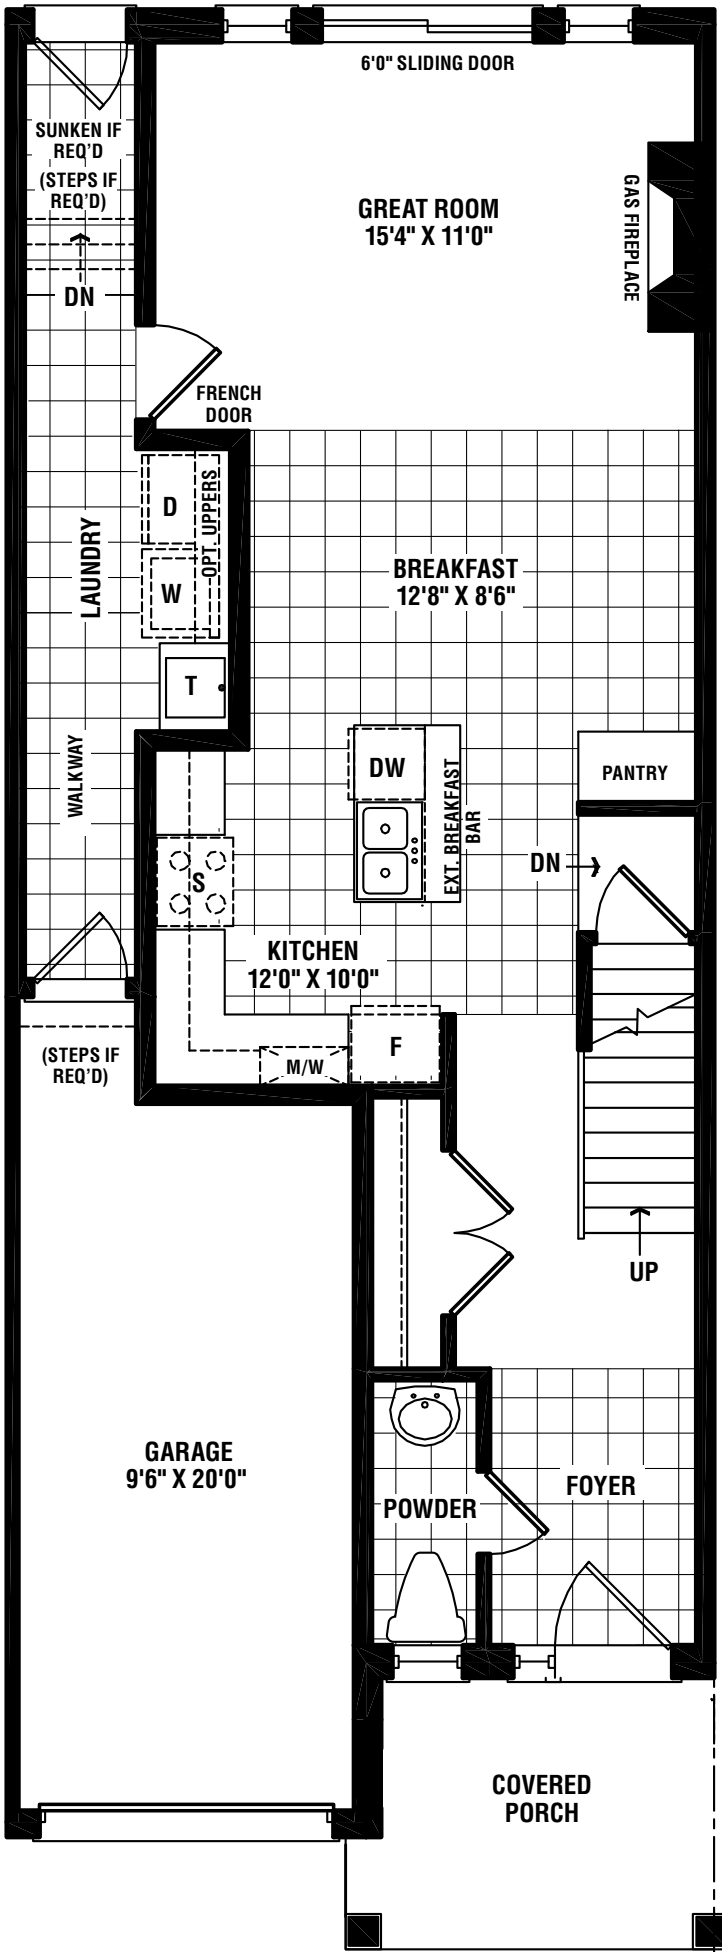 6'0" SLIDING DOOR
SUNKEN IF
REQ'D
(STEPS IF
REQ'D)
DN
GREAT ROOM
15'4" X 11'0"
GAS FIREPLACE
FRENCH
DOOR
D
OPT. UPPERS
W
T
LAUNDRY
BREAKFAST
12'8" X 8'6"
WALKWAY
DW
EXT. BREAKFAST
BAR
PANTRY
DN
S
KITCHEN
12'0" X 10'0"
(STEPS IF
REQ'D)
M/W
F
UP
GARAGE
9'6" X 20'0"
POWDER
FOYER
COVERED
PORCH